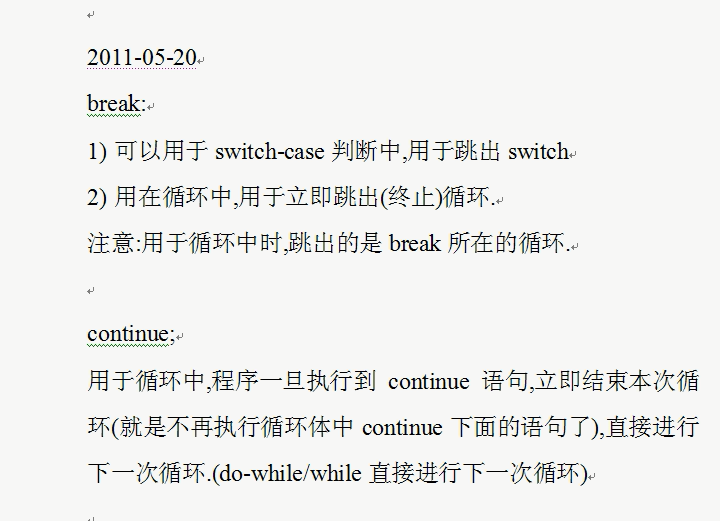 2011-05-20
break:
1) 可以用于 switch-case 判断中,用于跳出 switch
2) 用在循环中,用于立即跳出(终止)循环.
注意:用于循环中时,跳出的是 break 所在的循环.
continue;
用于循环中,程序一旦执行到 continue 语句,立即结束本次循
环(就是不再执行循环体中 continue 下面的语句了),直接进行
下一次循环.(do-while/while 直接进行下一次循环)